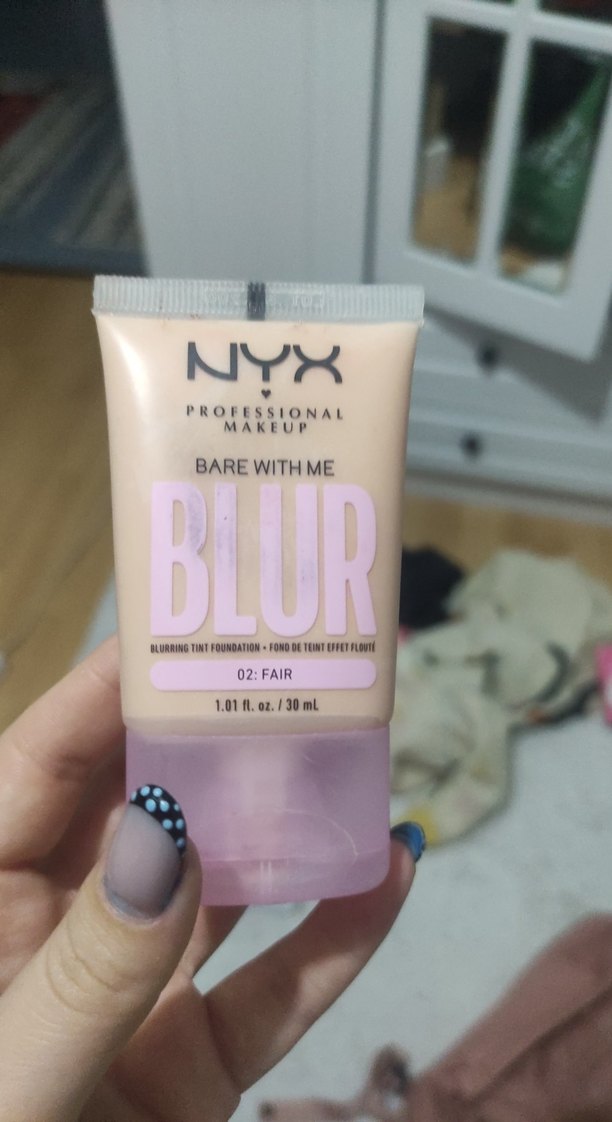 NYX
PROFESSIONAL
MAKEUP
BARE WITH ME
BLUR
BLURRING TINT FOUNDATION • FOND DE TEINT EFFET FLOUTÉ
02: FAIR
1.01 fl. oz. / 30 mL